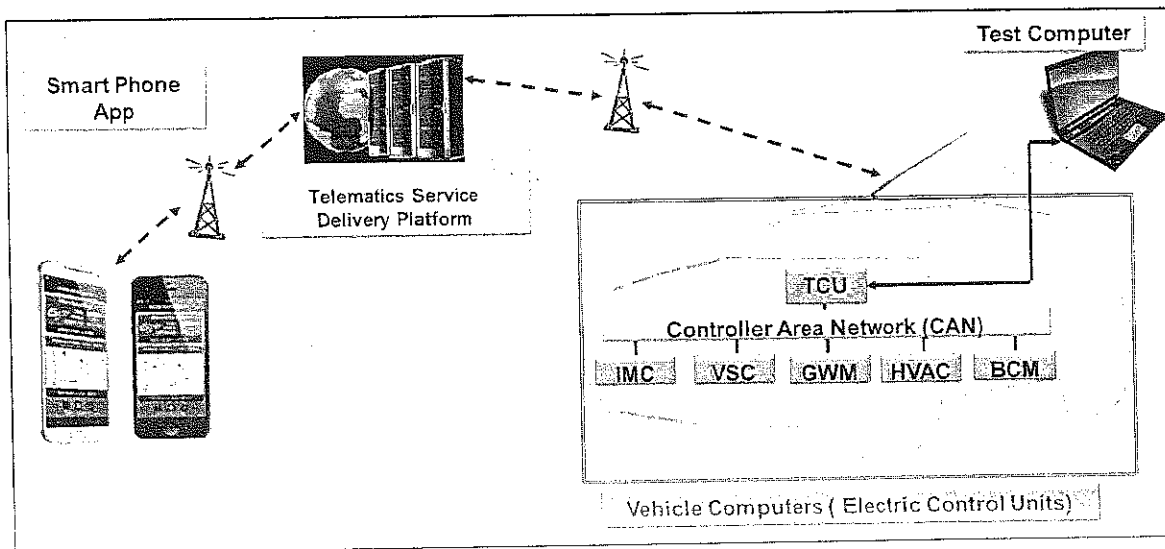 Test Computer
Smart Phone
App
Telematics Service
Delivery Platform
TCU
Controller Area Network (CAN)
IMC VSC GWM HVAC BCM
Vehicle Computers ( Electric Control Units)